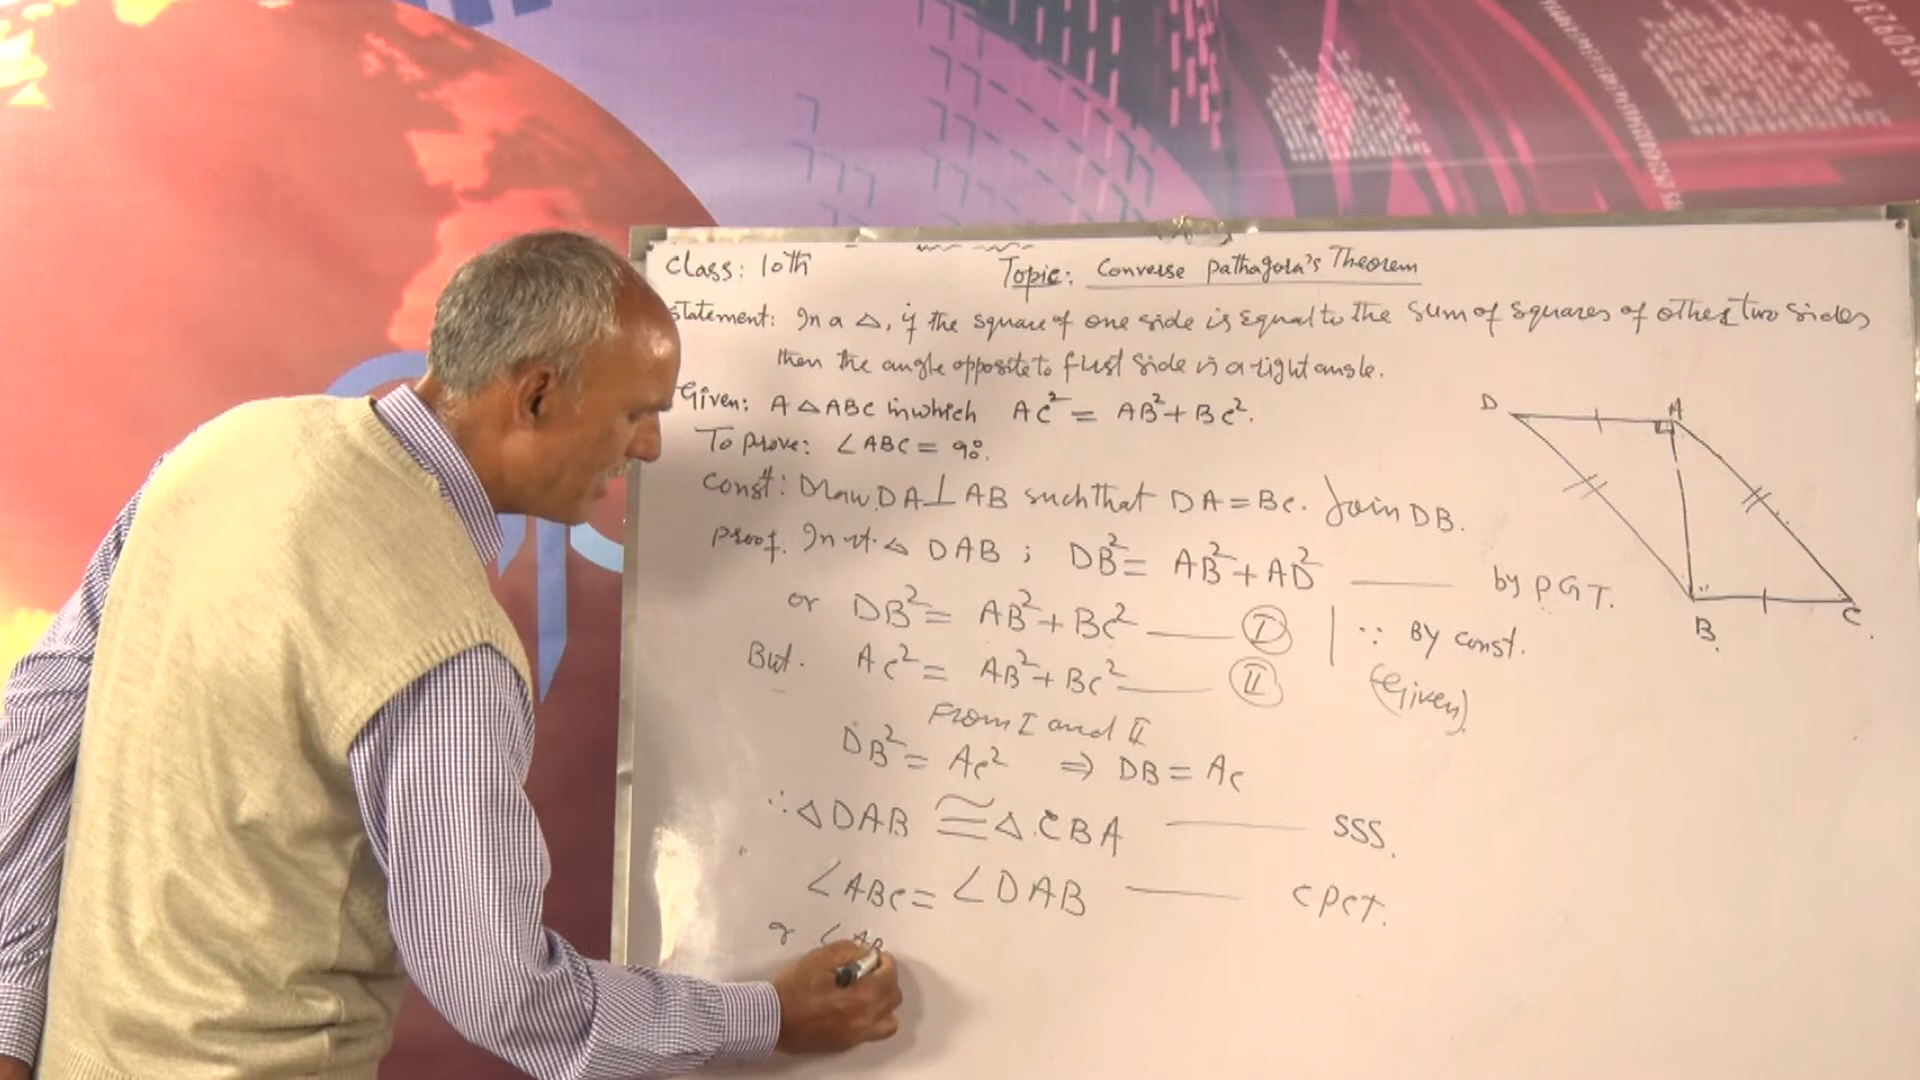 Class: 10th
Topic: Converse Pathagora's Theorem
Statement: In a △, if the square of one side is equal to the sum of squares of other two sides
then the angle opposite to first side is a right angle.
Given: A △ABC in which AC² = AB² + BC².
To prove: ∠ABC = 90°.
Const: Draw DA ⊥ AB such that DA = BC. Join DB.
Proof. In rt. △ DAB ; DB² = AB² + AD² —— by PGT.
or DB² = AB² + BC² —— I | ∵ By const.
But. AC² = AB² + BC² —— II (Given)
From I and II
DB² = AC² ⇒ DB = AC
∴ △DAB ≅ △CBA —— SSS.
∠ABC = ∠DAB —— CPCT.
or ∠AB
D
A
B
C